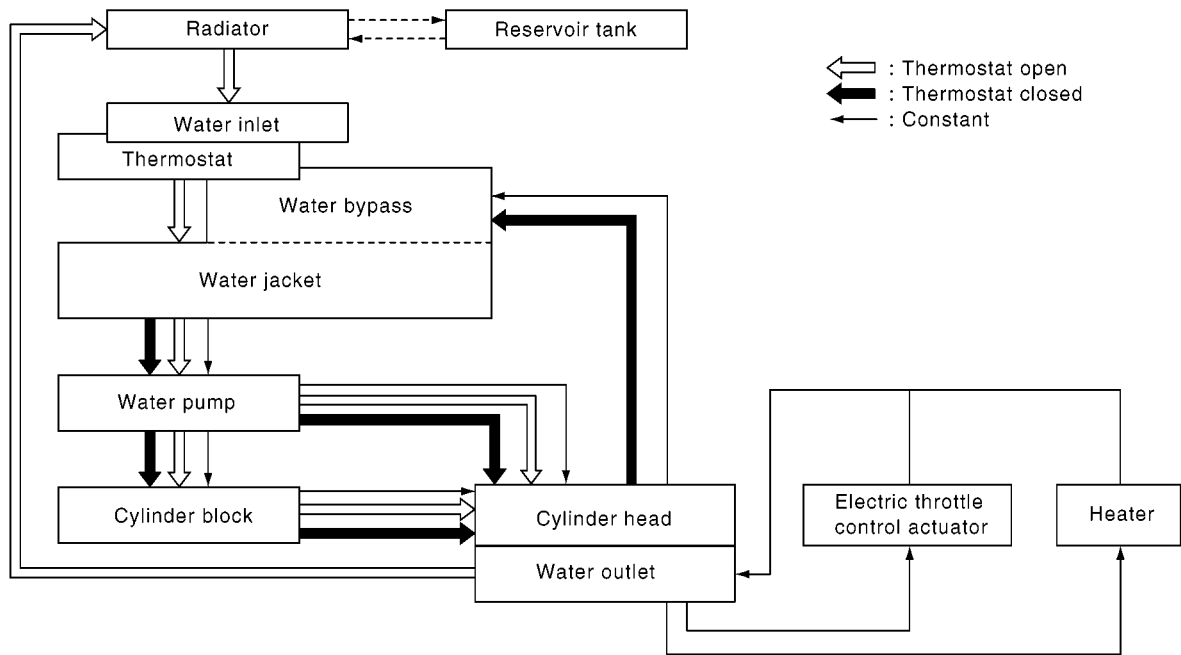 Radiator
Reservoir tank
: Thermostat open
: Thermostat closed
: Constant
Water inlet
Thermostat
Water bypass
Water jacket
Water pump
Cylinder block
Cylinder head
Water outlet
Electric throttle
control actuator
Heater